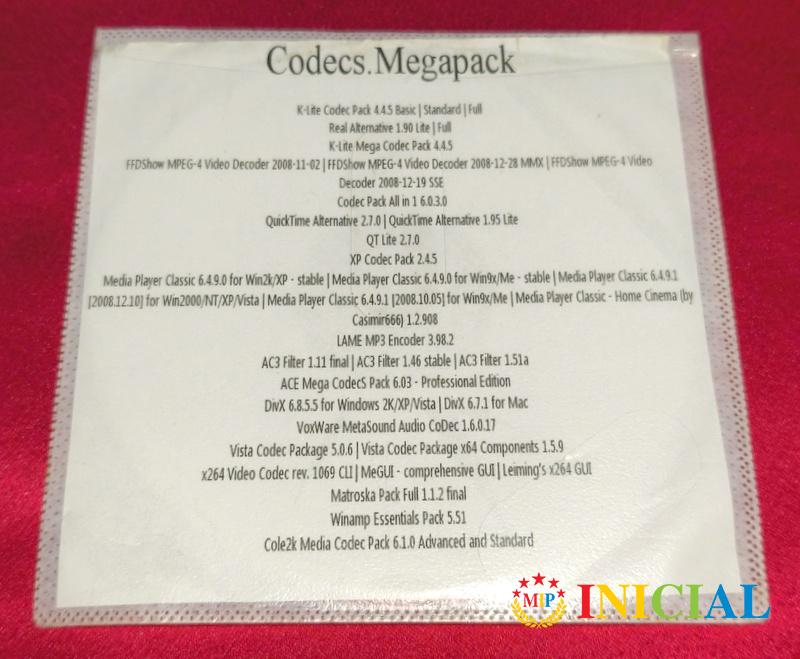 Codecs.Megapack
K-Lite Codec Pack 4.4.5 Basic | Standard | Full
Real Alternative 1.90 Lite | Full
K-Lite Mega Codec Pack 4.4.5
FFDShow MPEG-4 Video Decoder 2008-11-02 | FFDShow MPEG-4 Video Decoder 2008-12-28 MMX | FFDShow MPEG-4 Video
Decoder 2008-12-19 SSE
Codec Pack All in 1 6.0.3.0
QuickTime Alternative 2.7.0 | QuickTime Alternative 1.95 Lite
QT Lite 2.7.0
XP Codec Pack 2.4.5
Media Player Classic 6.4.9.0 for Win2k/XP - stable | Media Player Classic 6.4.9.0 for Win9x/Me - stable | Media Player Classic 6.4.9.1
[2008.12.10] for Win2000/NT/XP/Vista | Media Player Classic 6.4.9.1 [2008.10.05] for Win9x/Me | Media Player Classic - Home Cinema (by
Casimir666) 1.2.908
LAME MP3 Encoder 3.98.2
AC3 Filter 1.11 final | AC3 Filter 1.46 stable | AC3 Filter 1.51a
ACE Mega CodecS Pack 6.03 - Professional Edition
DivX 6.8.5.5 for Windows 2K/XP/Vista | DivX 6.7.1 for Mac
VoxWare MetaSound Audio CoDec 1.6.0.17
Vista Codec Package 5.0.6 | Vista Codec Package x64 Components 1.5.9
x264 Video Codec rev. 1069 CLI | MeGUI - comprehensive GUI | Leiming's x264 GUI
Matroska Pack Full 1.1.2 final
Winamp Essentials Pack 5.51
Cole2k Media Codec Pack 6.1.0 Advanced and Standard
MIP INICIAL